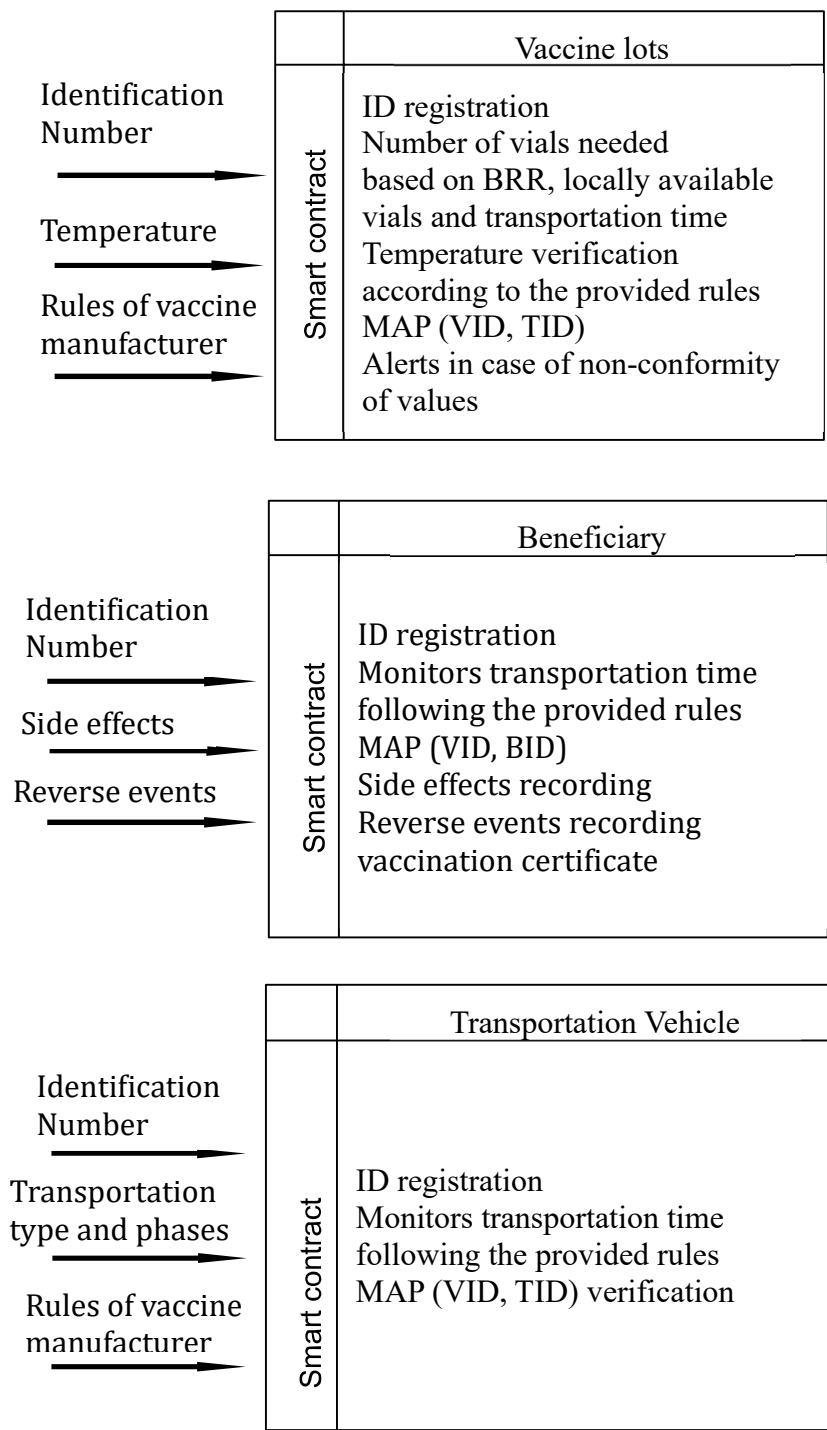 Vaccine lots
Identification
Number
Temperature
Rules of vaccine
manufacturer
Smart contract
ID registration
Number of vials needed
based on BRR, locally available
vials and transportation time
Temperature verification
according to the provided rules
MAP (VID, TID)
Alerts in case of non-conformity
of values
Beneficiary
Identification
Number
Side effects
Reverse events
Smart contract
ID registration
Monitors transportation time
following the provided rules
MAP (VID, BID)
Side effects recording
Reverse events recording
vaccination certificate
Transportation Vehicle
Identification
Number
Transportation
type and phases
Rules of vaccine
manufacturer
Smart contract
ID registration
Monitors transportation time
following the provided rules
MAP (VID, TID) verification